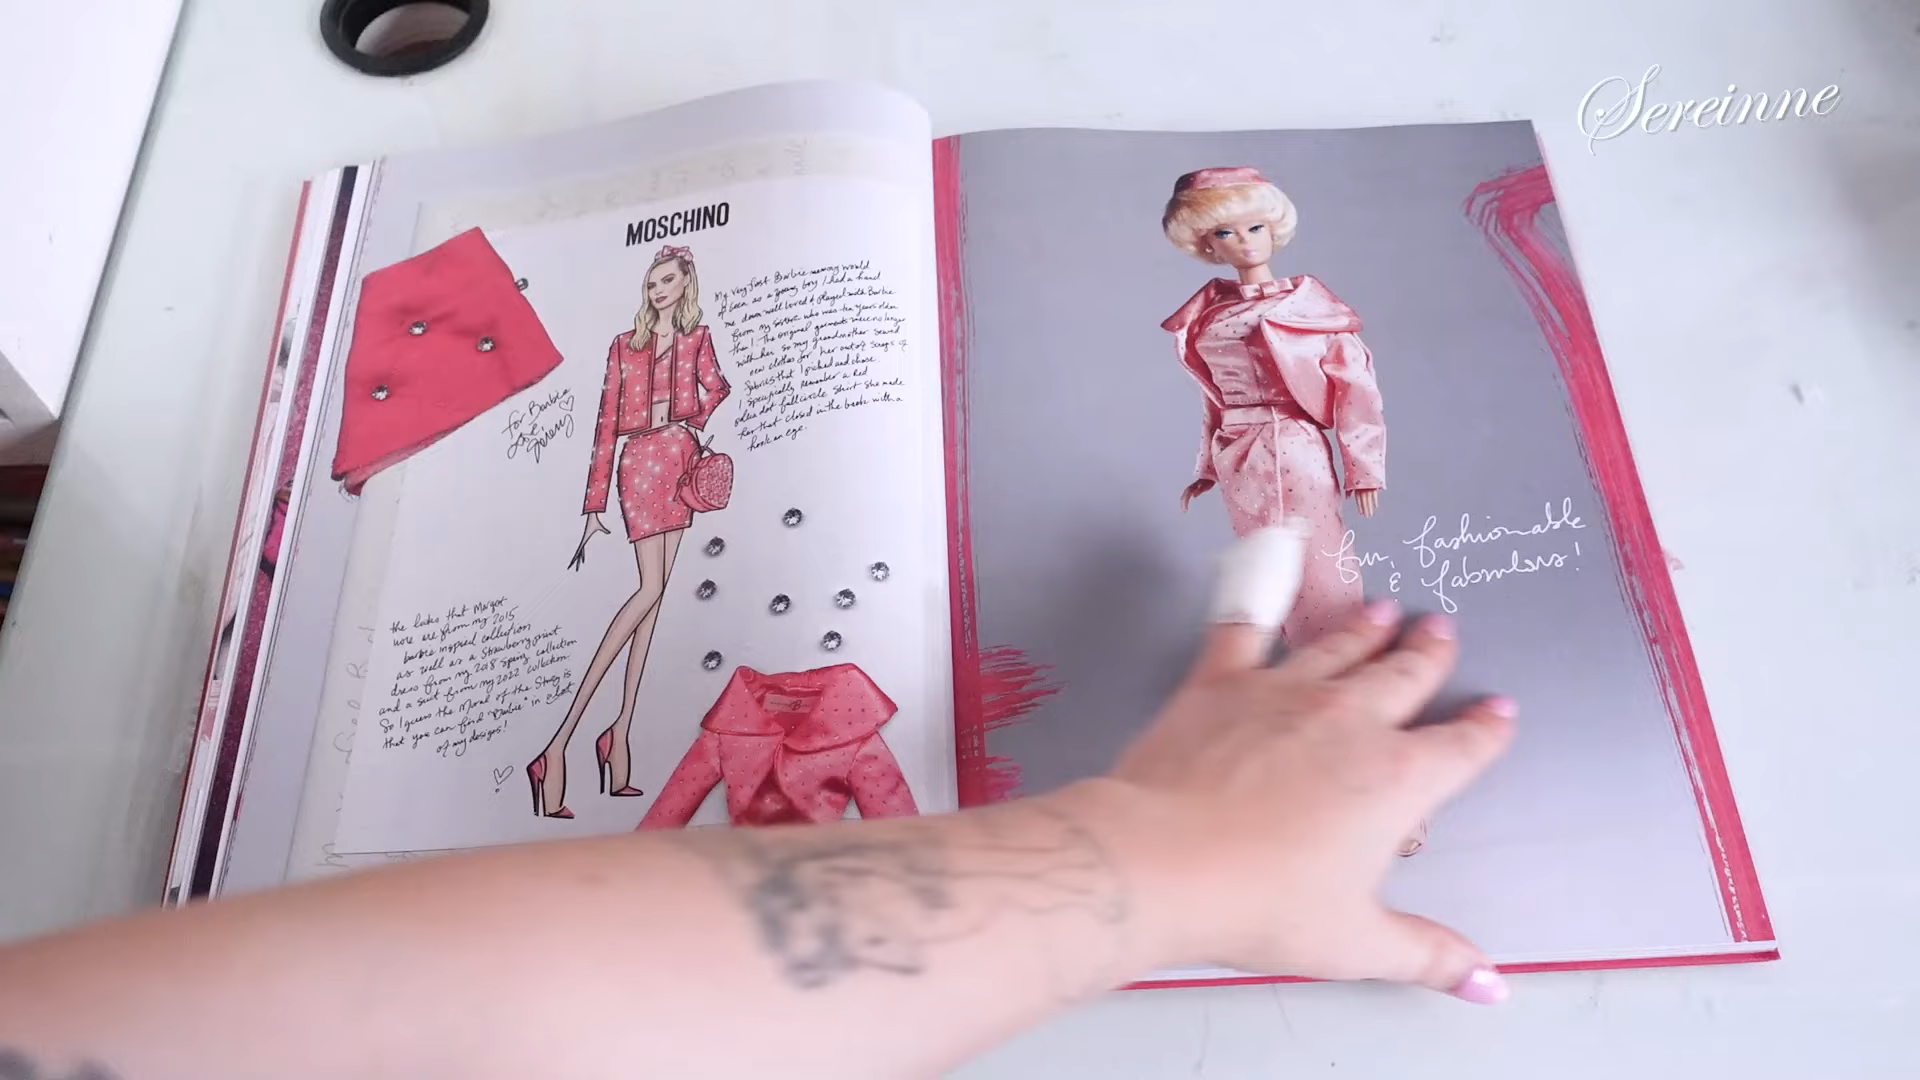 Sereinne
MOSCHINO
My very first Barbie memory would
of been as a young boy I had a hand
me down well loved & played with Barbie
from my sister who was ten years older
then I. The original garments were no longer
with her so my grandmother sewed
new clothes for her out of scraps of
fabrics that I picked and chose.
I specifically remember a Red
polka dot full circle skirt she made
her that closed in the back with a
hook an eye.
for Barbie
Love,
Jeremy
the looks that Margot
wore are from my 2015
barbie inspired collection
as well as a Strawberry print
dress from my 2018 Spring collection
and a suit from my 2022 collection.
So I guess the Moral of the Story is
that you can find "Barbie" in a lot
of my designs!
fun, fashionable
& fabulous!